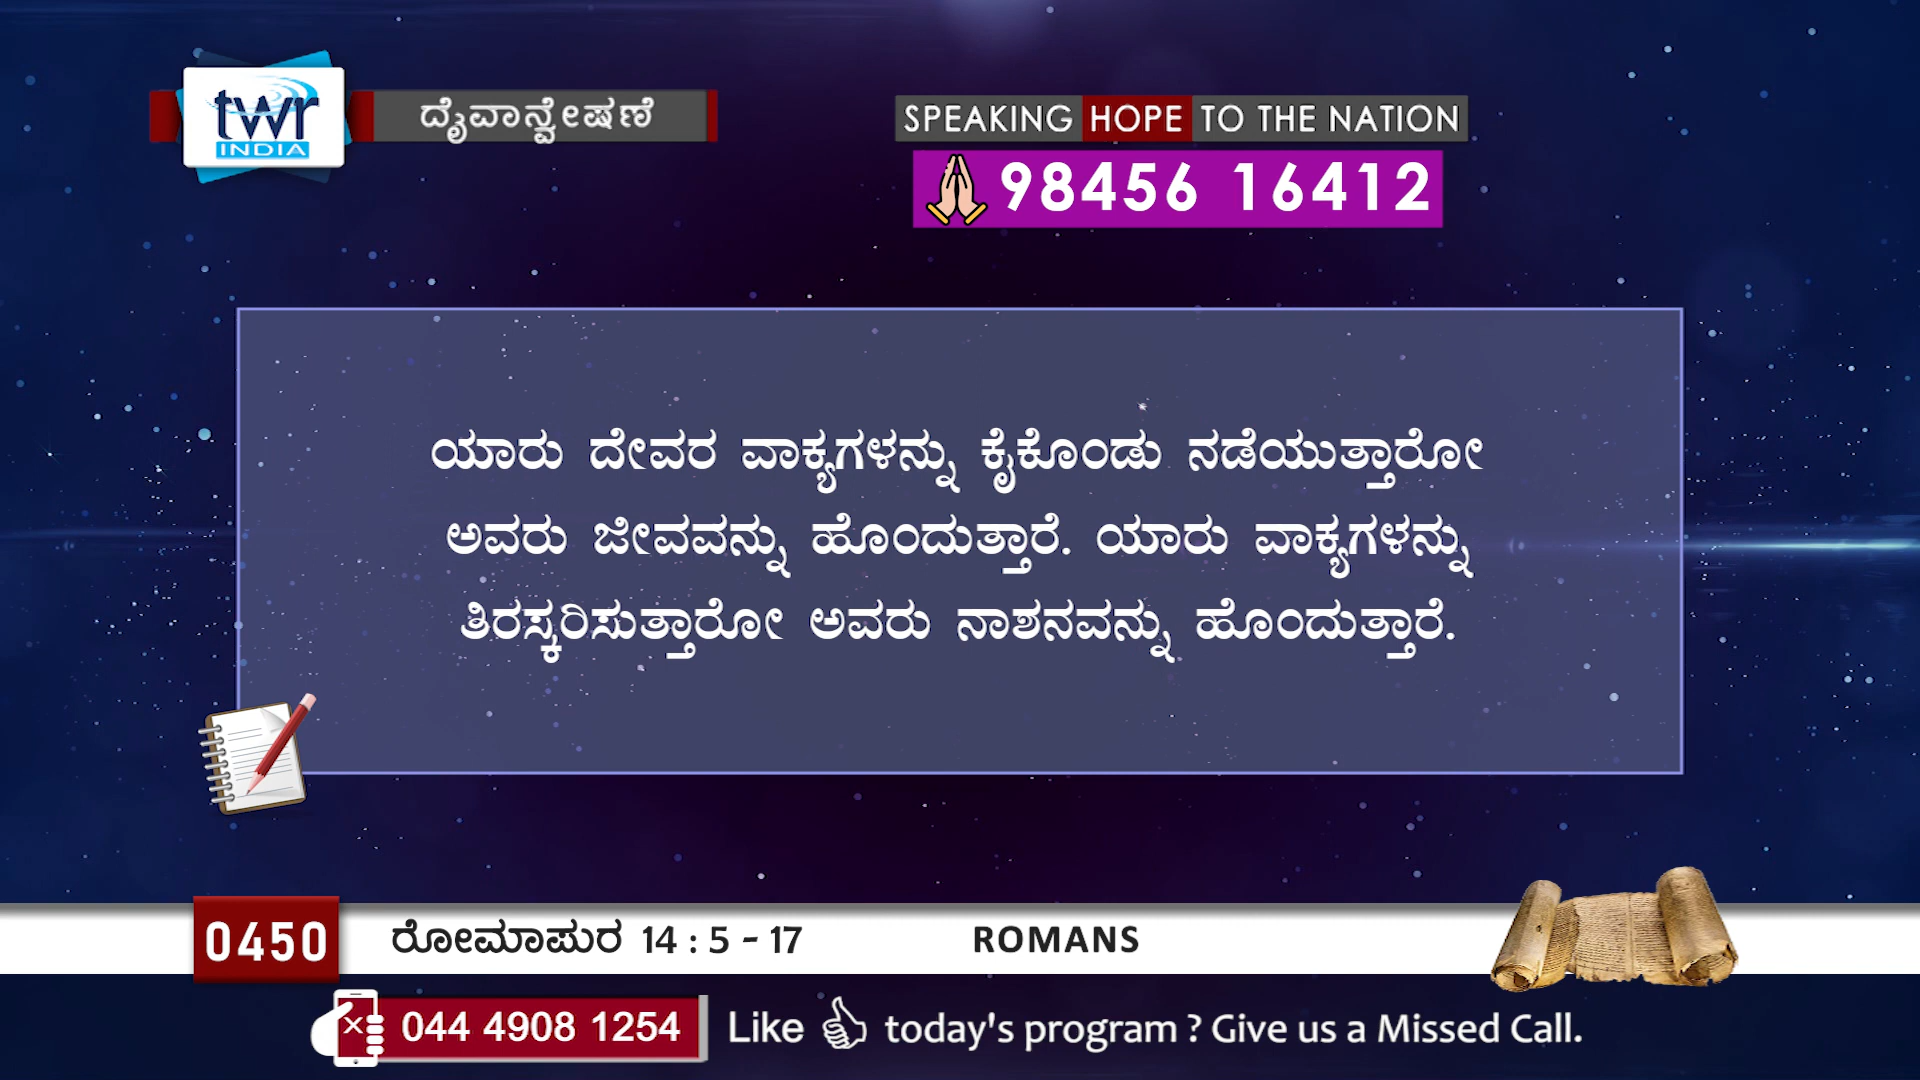 twr
INDIA
ದೈವಾನ್ವೇಷಣೆ
SPEAKING HOPE TO THE NATION
98456 16412
ಯಾರು ದೇವರ ವಾಕ್ಯಗಳನ್ನು ಕೈಕೊಂಡು ನಡೆಯುತ್ತಾರೋ
ಅವರು ಜೀವವನ್ನು ಹೊಂದುತ್ತಾರೆ. ಯಾರು ವಾಕ್ಯಗಳನ್ನು
ತಿರಸ್ಕರಿಸುತ್ತಾರೋ ಅವರು ನಾಶನವನ್ನು ಹೊಂದುತ್ತಾರೆ.
0450 ರೋಮಾಪುರ 14 : 5 - 17 ROMANS
044 4908 1254 Like today's program ? Give us a Missed Call.